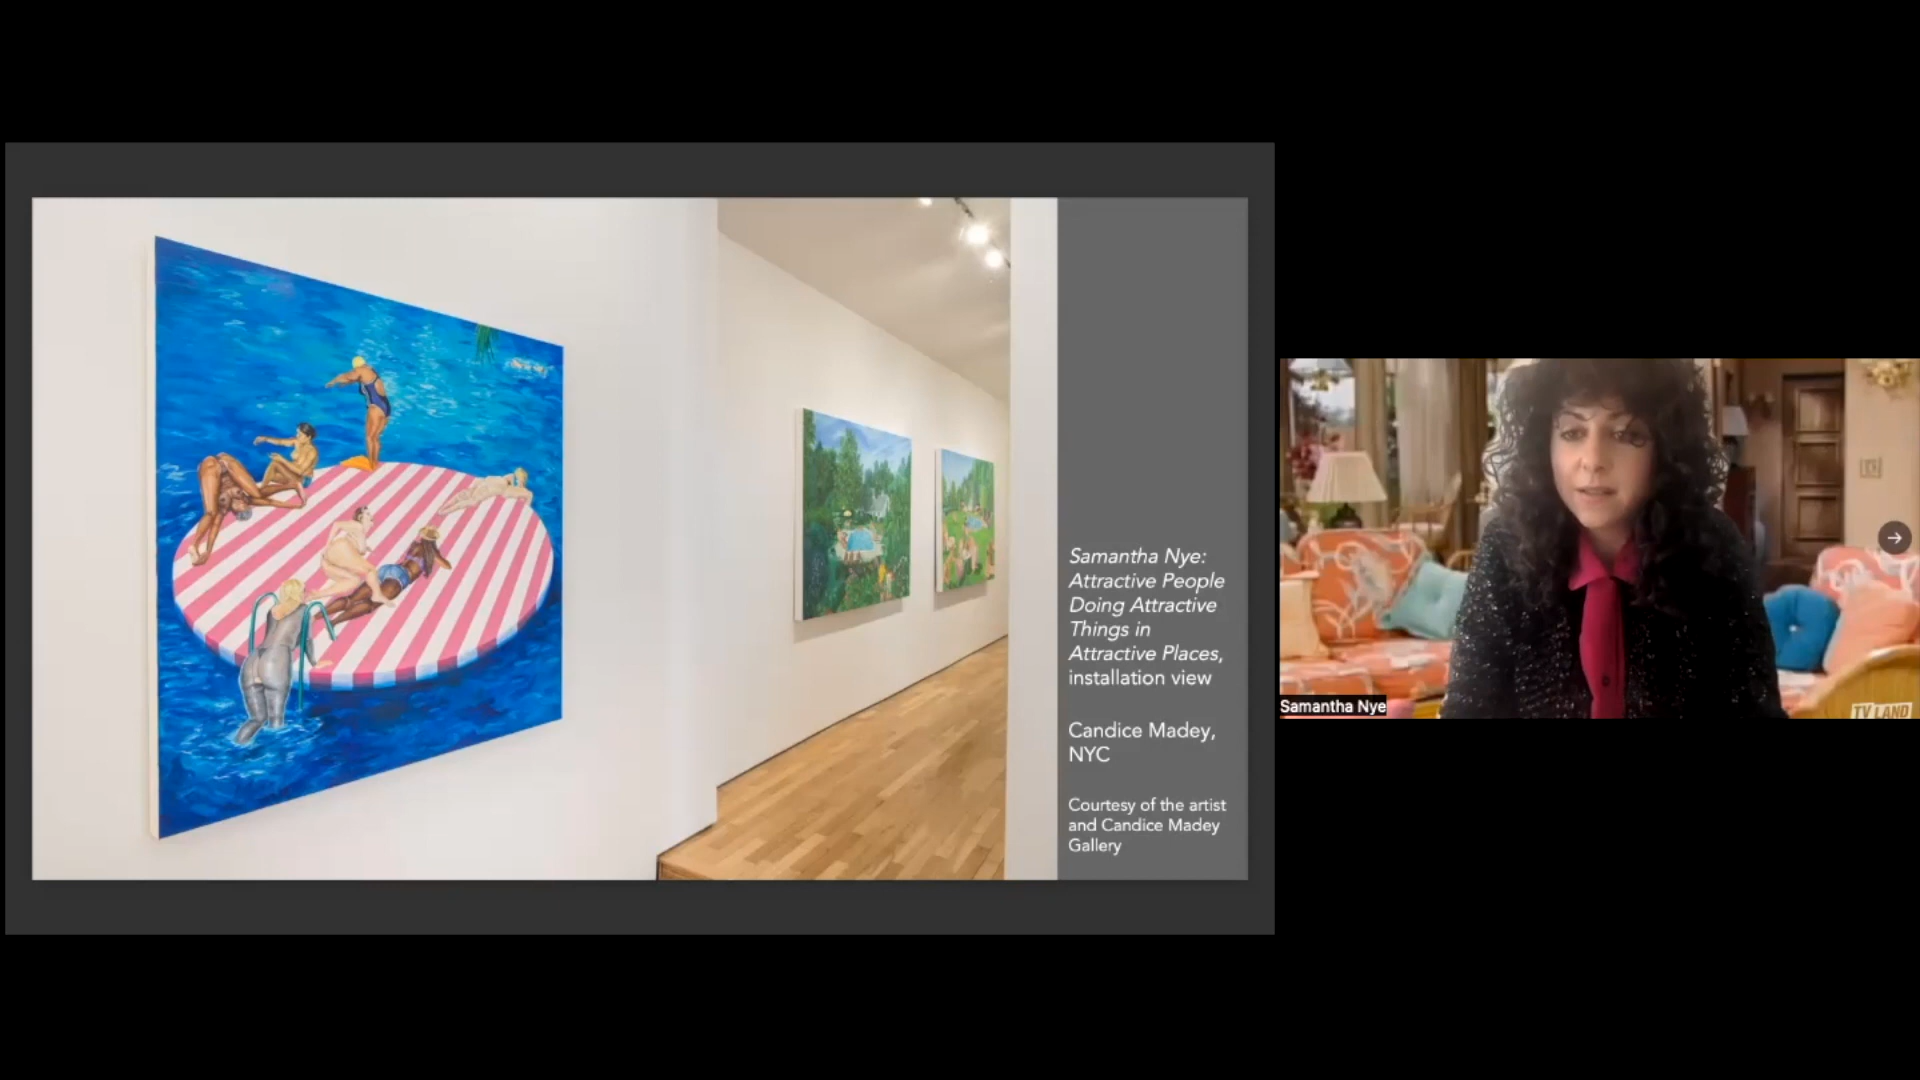 Samantha Nye:
Attractive People
Doing Attractive
Things in
Attractive Places,
installation view
Candice Madey,
NYC
Courtesy of the artist
and Candice Madey
Gallery
Samantha Nye
TV LAND